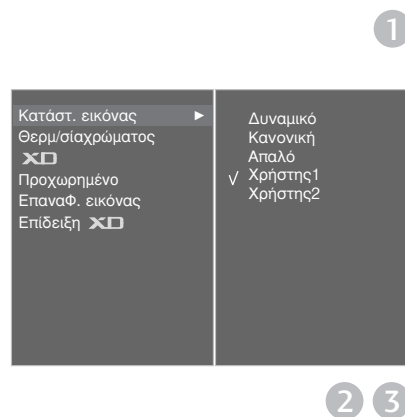 1
Κατάστ. εικόνας ►
Θερμ/σίαχρώματος
XD
Προχωρημένο
ΕπαναΦ. εικόνας
Επίδειξη XD
Δυναμικό
Κανονική
Απαλό
√ Χρήστης1
Χρήστης2
2 3